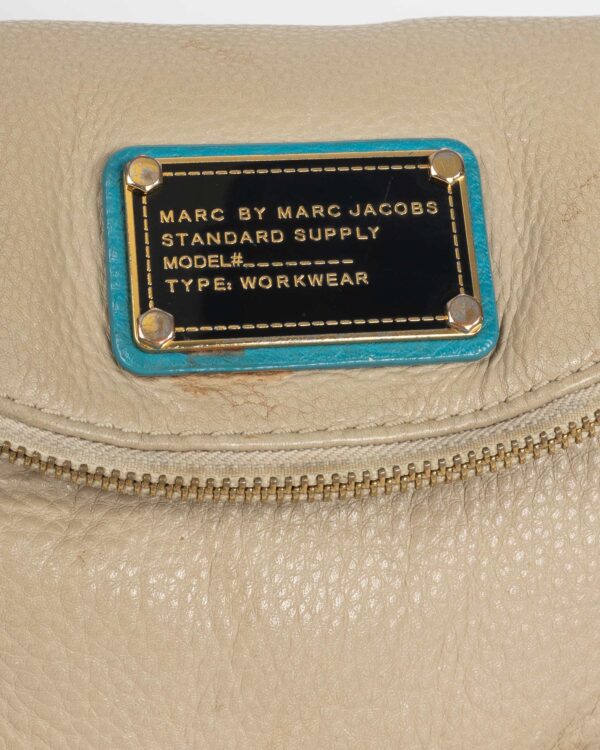 MARC BY MARC JACOBS
STANDARD SUPPLY
MODEL#_________
TYPE: WORKWEAR